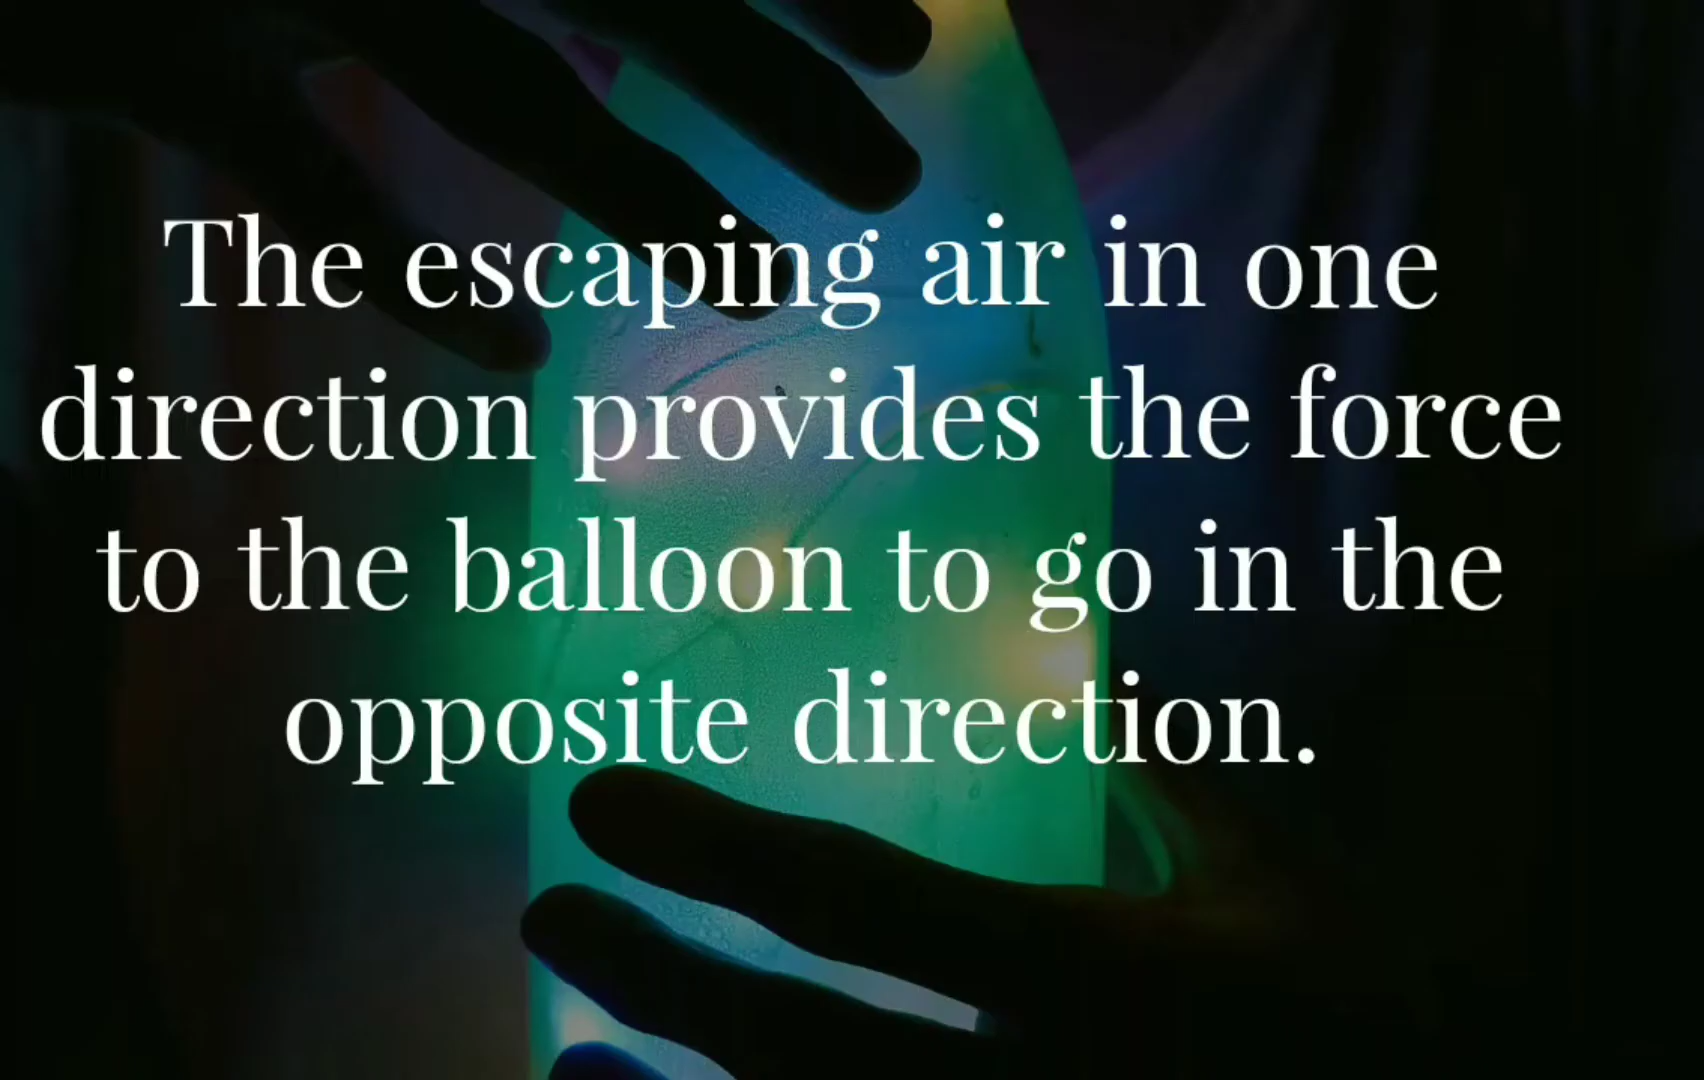 The escaping air in one
direction provides the force
to the balloon to go in the
opposite direction.